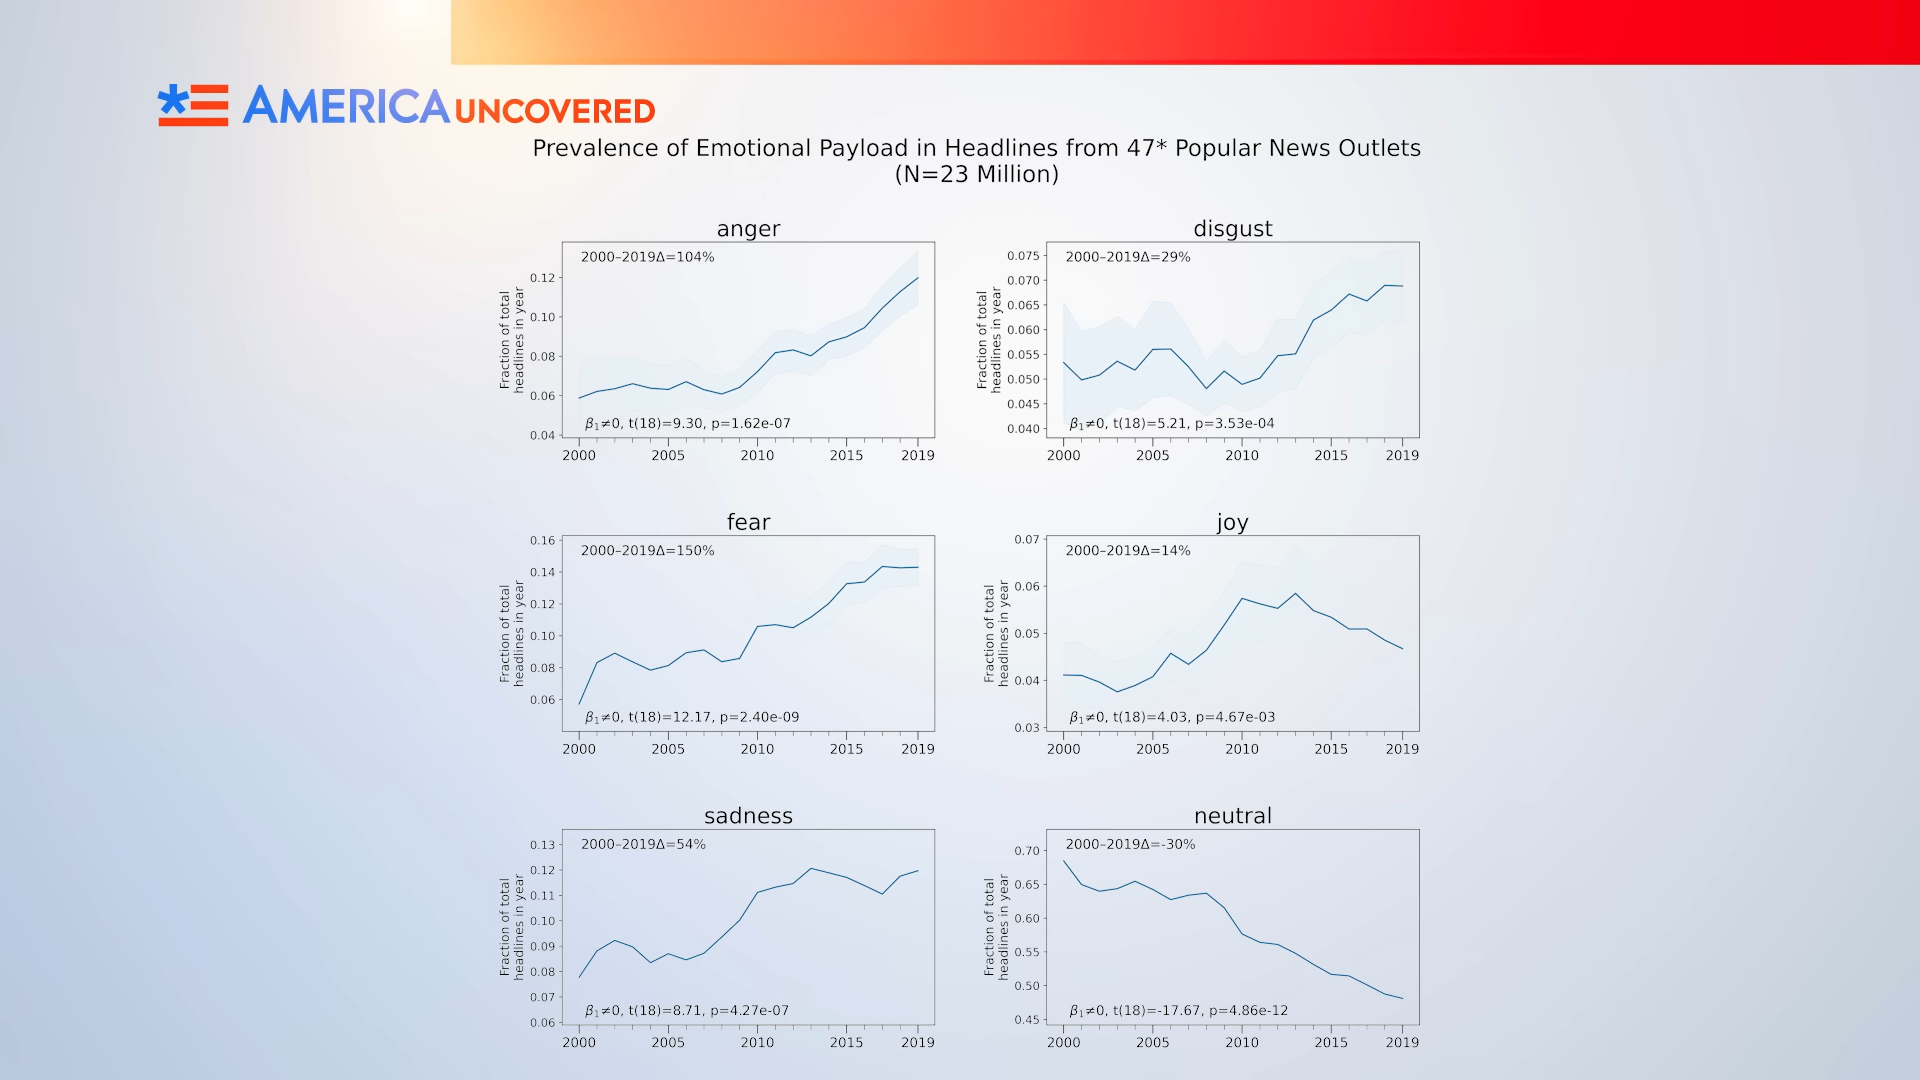 AMERICA UNCOVERED
Prevalence of Emotional Payload in Headlines from 47* Popular News Outlets
(N=23 Million)
anger
2000–2019Δ=104%
Fraction of total
headlines in year
0.12
0.10
0.08
0.06
0.04
β₁≠0, t(18)=9.30, p=1.62e-07
2000 2005 2010 2015 2019
disgust
2000–2019Δ=29%
Fraction of total
headlines in year
0.075
0.070
0.065
0.060
0.055
0.050
0.045
0.040
β₁≠0, t(18)=5.21, p=3.53e-04
2000 2005 2010 2015 2019
fear
2000–2019Δ=150%
Fraction of total
headlines in year
0.16
0.14
0.12
0.10
0.08
0.06
β₁≠0, t(18)=12.17, p=2.40e-09
2000 2005 2010 2015 2019
joy
2000–2019Δ=14%
Fraction of total
headlines in year
0.07
0.06
0.05
0.04
0.03
β₁≠0, t(18)=4.03, p=4.67e-03
2000 2005 2010 2015 2019
sadness
2000–2019Δ=54%
Fraction of total
headlines in year
0.13
0.12
0.11
0.10
0.09
0.08
0.07
0.06
β₁≠0, t(18)=8.71, p=4.27e-07
2000 2005 2010 2015 2019
neutral
2000–2019Δ=-30%
Fraction of total
headlines in year
0.70
0.65
0.60
0.55
0.50
0.45
β₁≠0, t(18)=-17.67, p=4.86e-12
2000 2005 2010 2015 2019